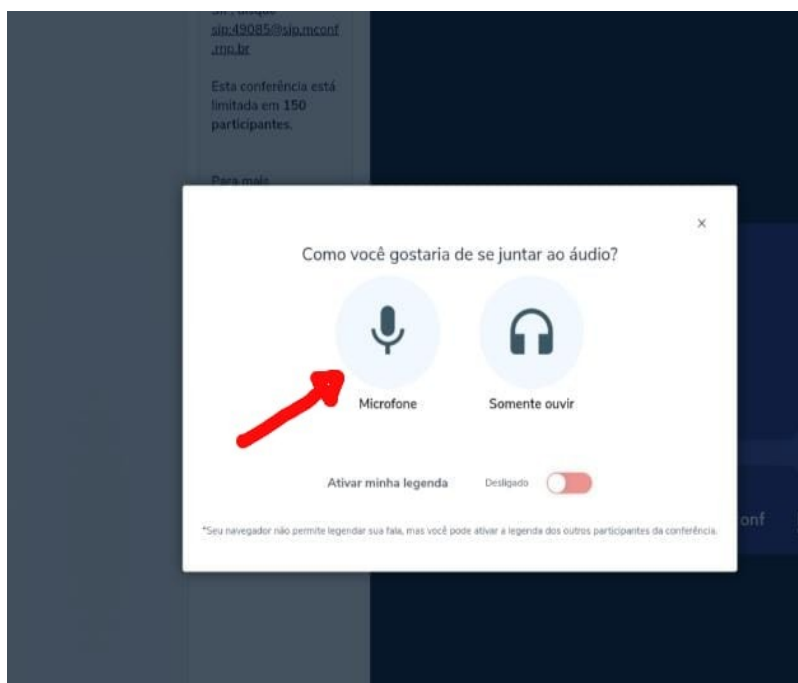 sip:49085@sip.mconf
.rnp.br
Esta conferência está
limitada em 150
participantes.
Para mais
×
Como você gostaria de se juntar ao áudio?
Microfone
Somente ouvir
Ativar minha legenda
Desligado
*Seu navegador não permite legendar sua fala, mas você pode ativar a legenda dos outros participantes da conferência.
onf